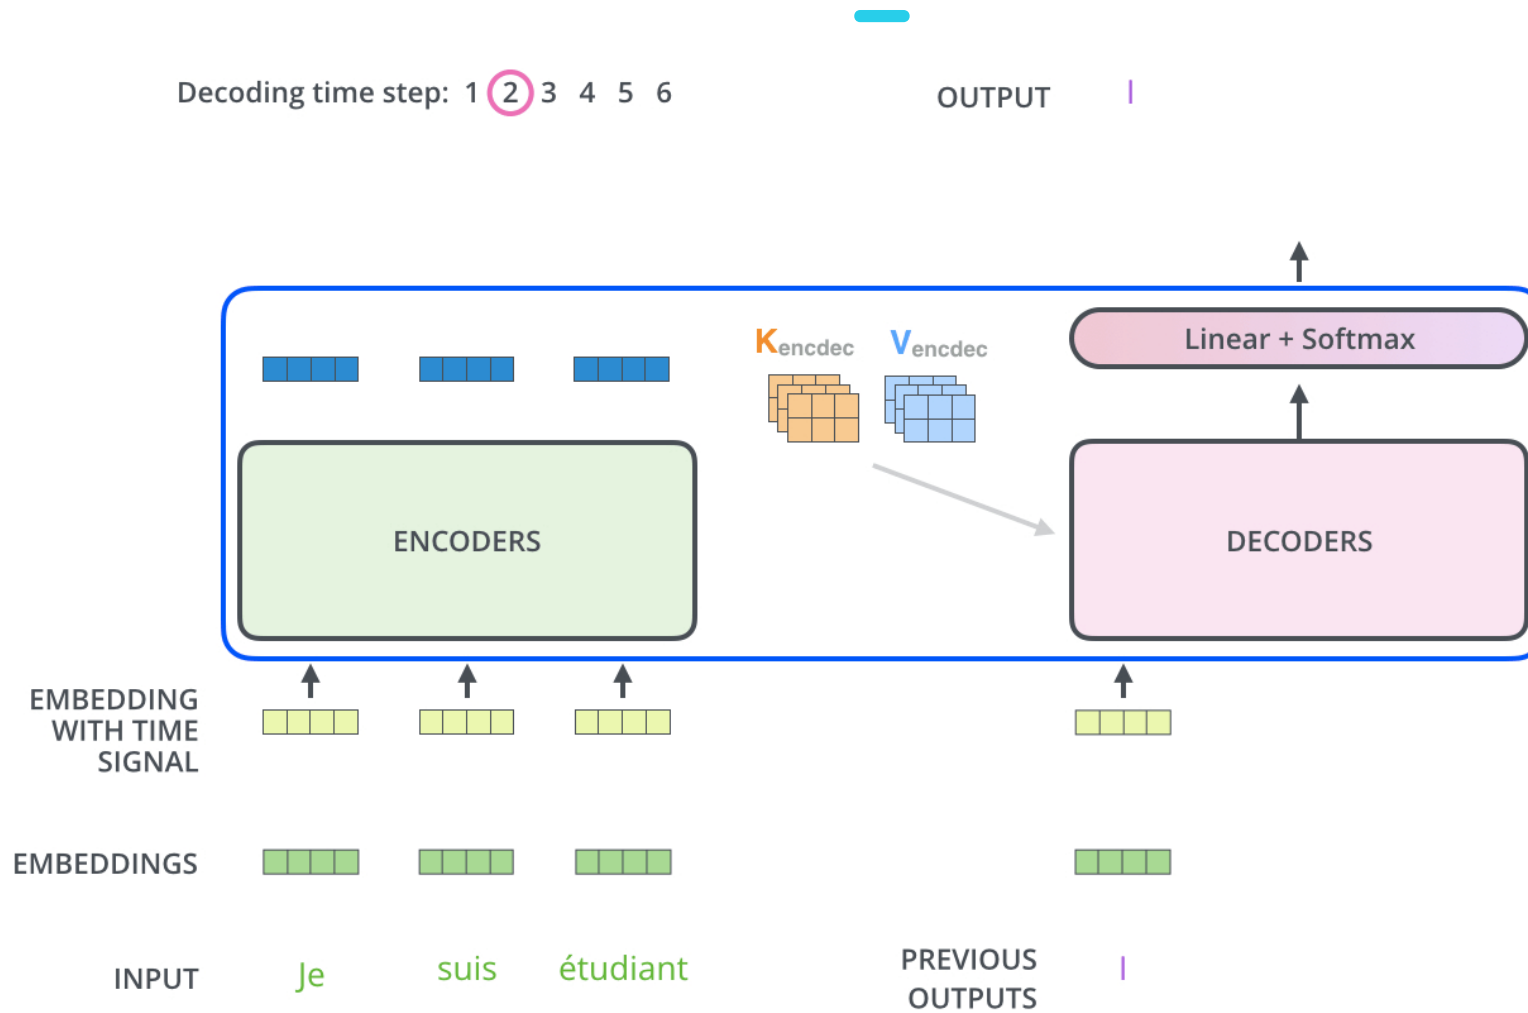 Decoding time step: 1 2 3 4 5 6
OUTPUT I
Kencdec Vencdec
Linear + Softmax
ENCODERS
DECODERS
EMBEDDING
WITH TIME
SIGNAL
EMBEDDINGS
INPUT Je suis étudiant
PREVIOUS
OUTPUTS
I